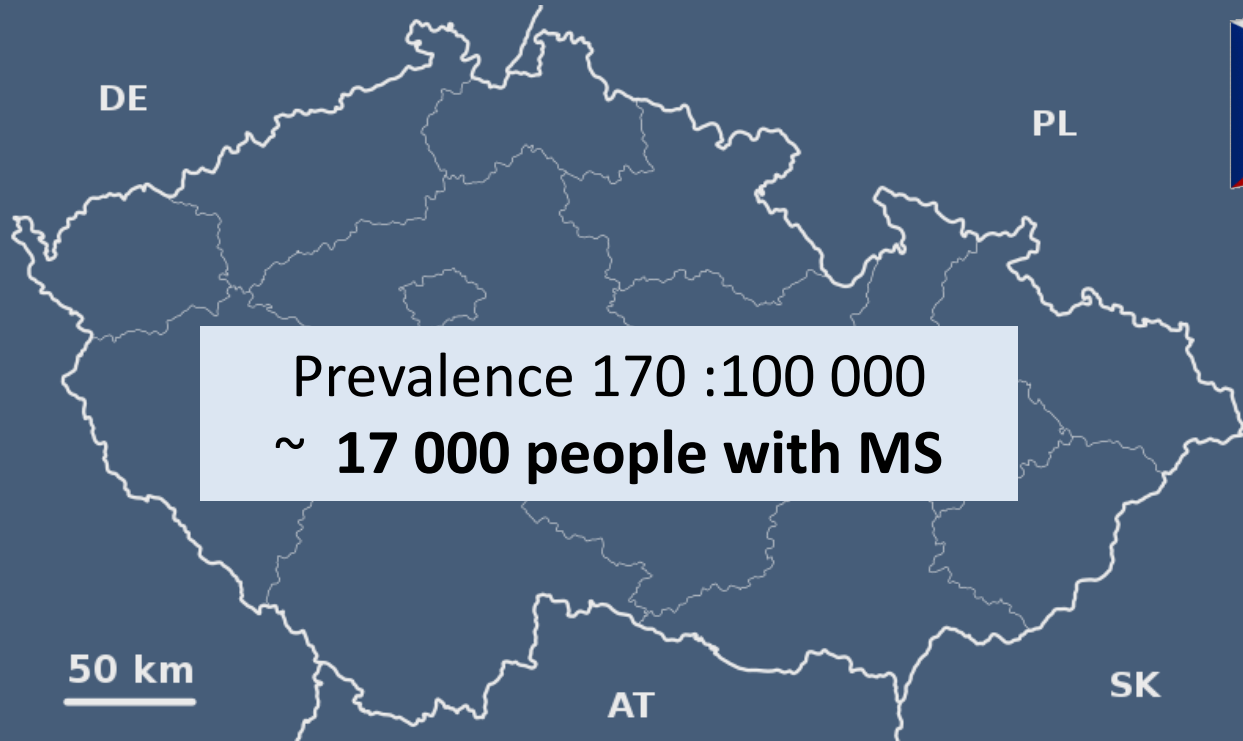 DE
PL
Prevalence 170 :100 000
~ 17 000 people with MS
50 km
AT
SK